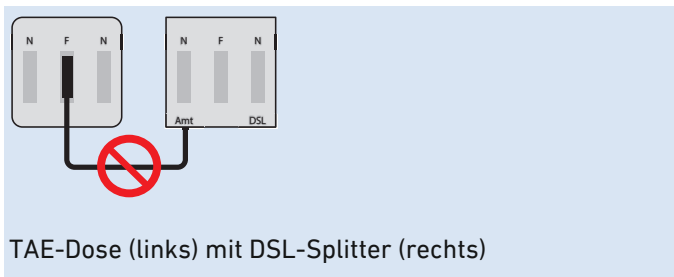 N F N N F N
Amt DSL
TAE-Dose (links) mit DSL-Splitter (rechts)